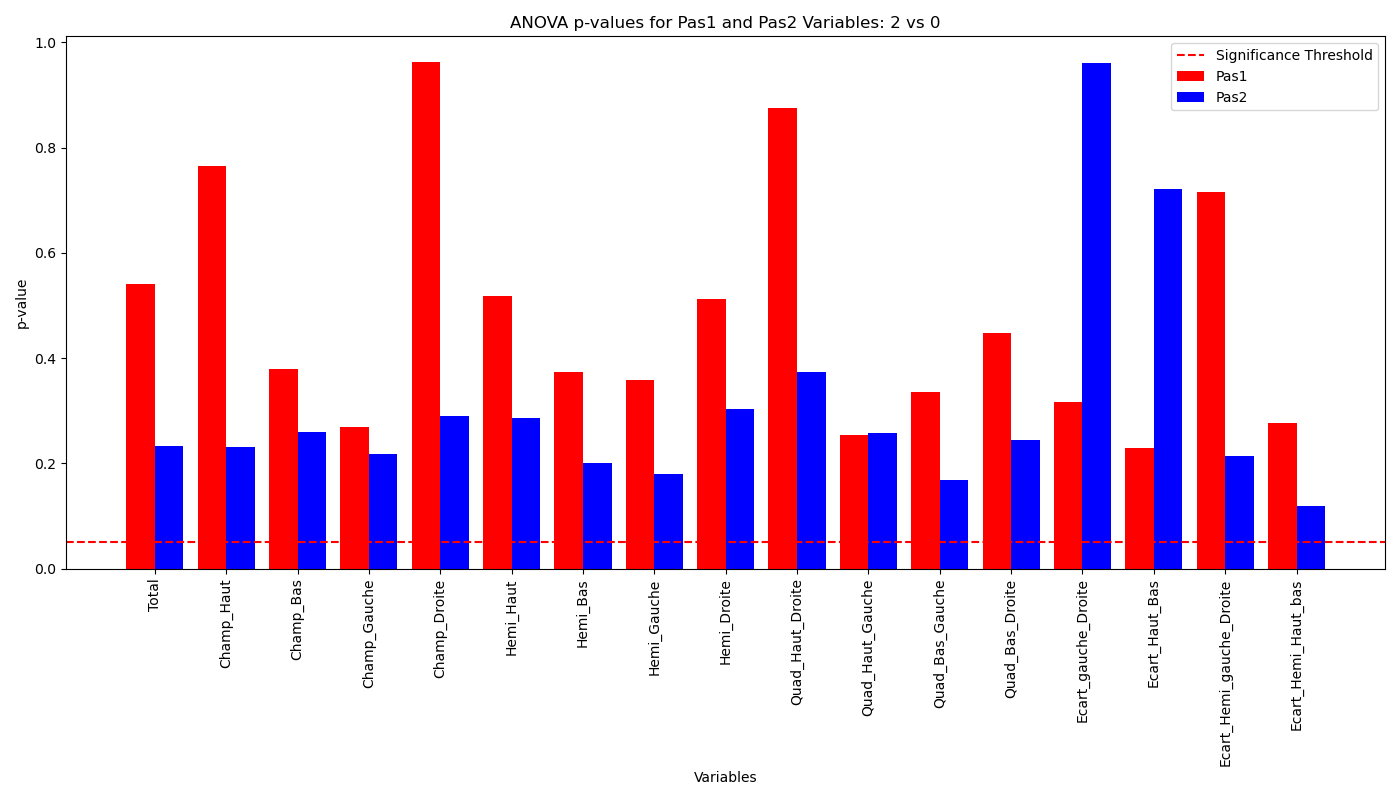 ANOVA p-values for Pas1 and Pas2 Variables: 2 vs 0
Significance Threshold
Pas1
Pas2
p-value
1.0
0.8
0.6
0.4
0.2
0.0
Total
Champ_Haut
Champ_Bas
Champ_Gauche
Champ_Droite
Hemi_Haut
Hemi_Bas
Hemi_Gauche
Hemi_Droite
Quad_Haut_Droite
Quad_Haut_Gauche
Quad_Bas_Gauche
Quad_Bas_Droite
Ecart_gauche_Droite
Ecart_Haut_Bas
Ecart_Hemi_gauche_Droite
Ecart_Hemi_Haut_bas
Variables